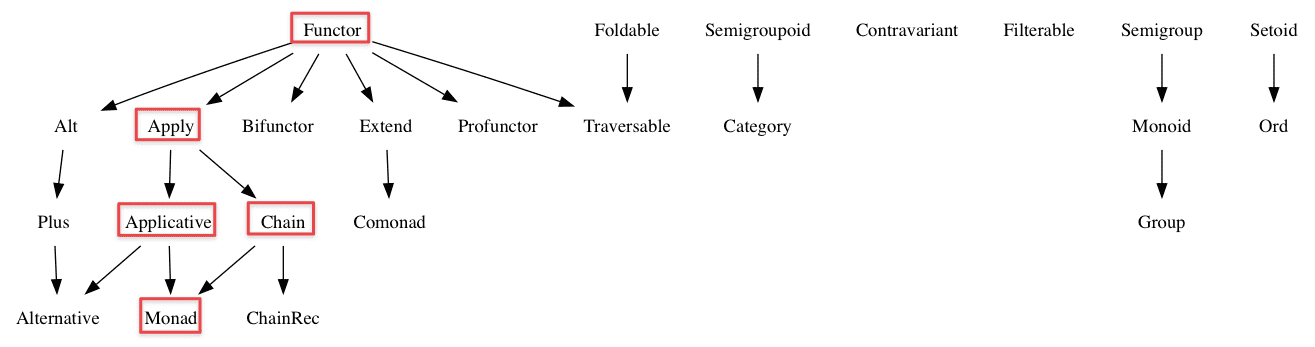 Functor Foldable Semigroupoid Contravariant Filterable Semigroup Setoid
Alt Apply Bifunctor Extend Profunctor Traversable Category Monoid Ord
Plus Applicative Chain Comonad Group
Alternative Monad ChainRec